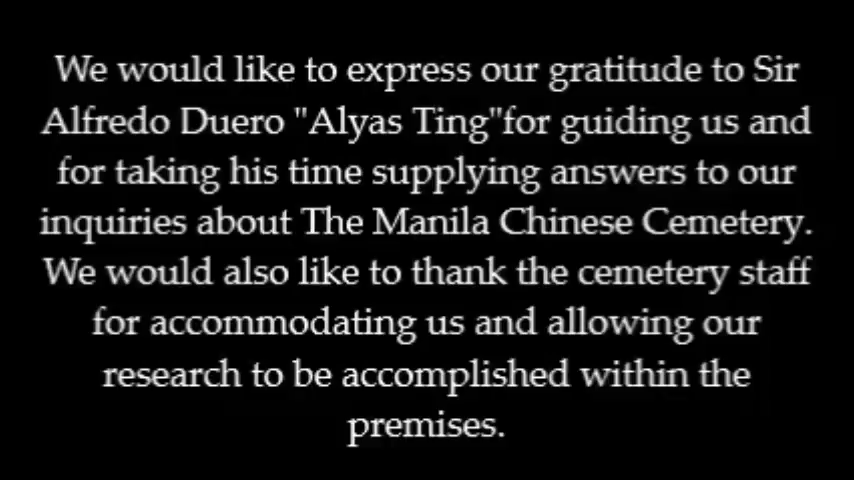 We would like to express our gratitude to Sir
Alfredo Duero "Alyas Ting"for guiding us and
for taking his time supplying answers to our
inquiries about The Manila Chinese Cemetery.
We would also like to thank the cemetery staff
for accommodating us and allowing our
research to be accomplished within the
premises.